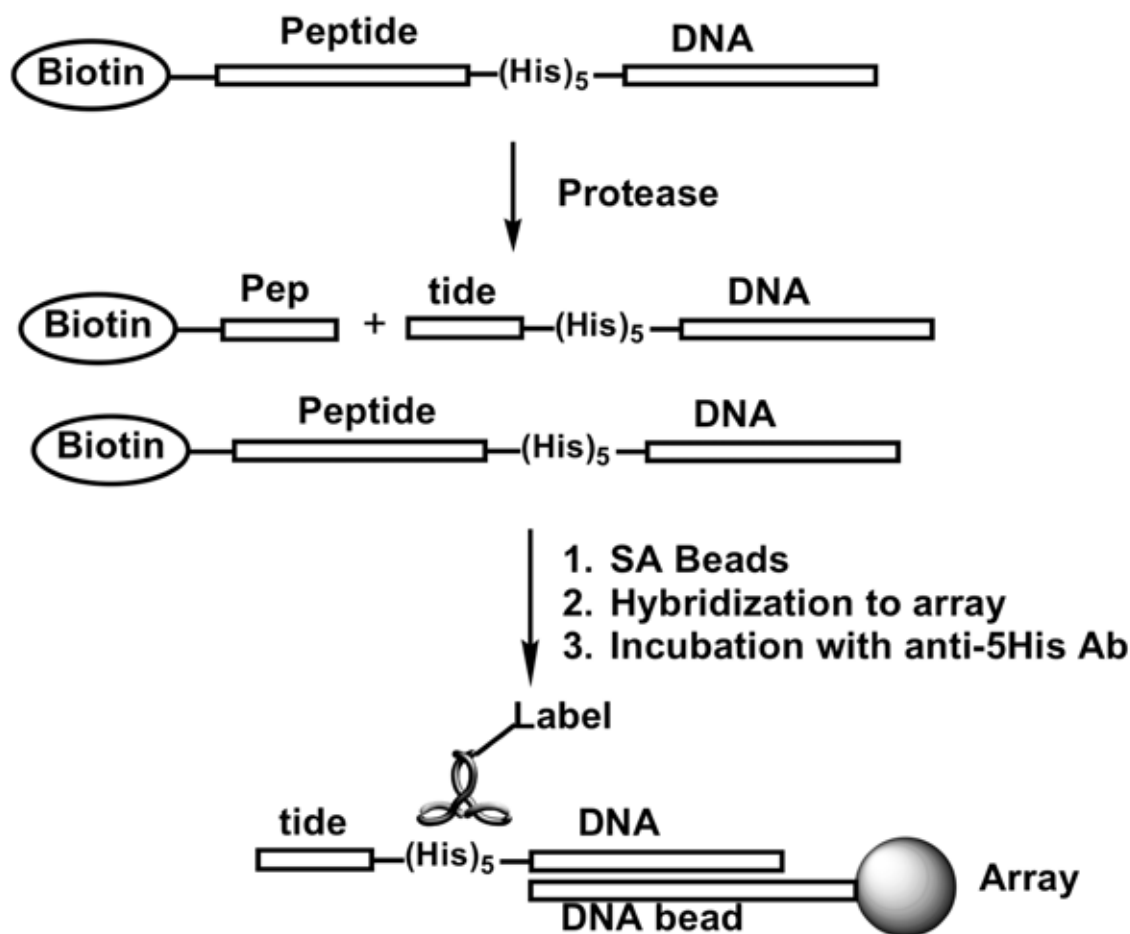 Peptide DNA
Biotin (His)5
Protease
Pep tide DNA
Biotin + (His)5
Peptide DNA
Biotin (His)5
1. SA Beads
2. Hybridization to array
3. Incubation with anti-5His Ab
Label
tide DNA
(His)5
Array
DNA bead